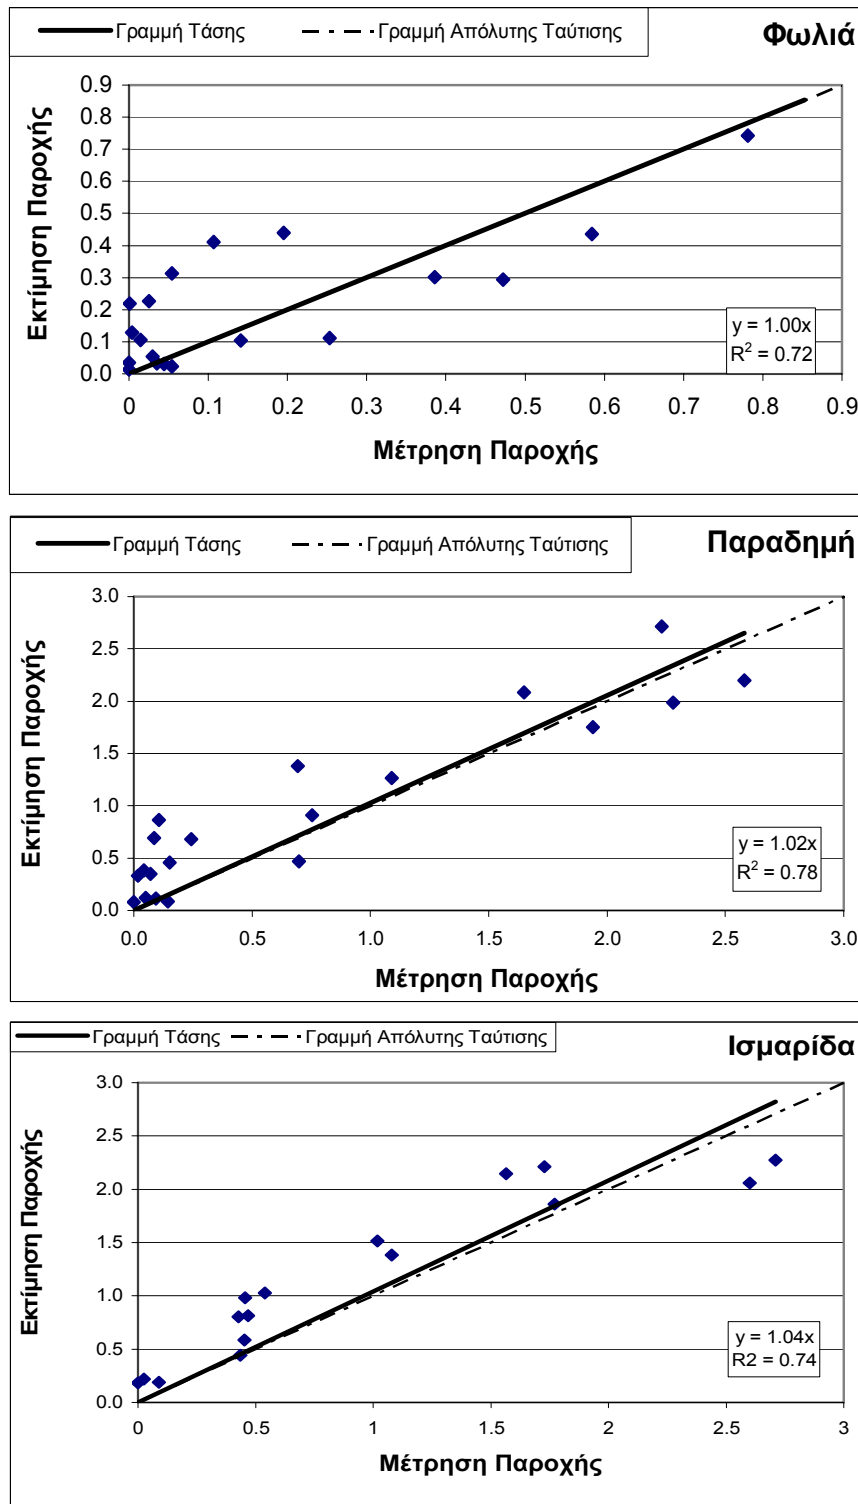 Γραμμή Τάσης Γραμμή Απόλυτης Ταύτισης Φωλιά
0.9
0.8
0.7
0.6
0.5
0.4
0.3
0.2
0.1
0.0
Εκτίμηση Παροχής
y = 1.00x
R² = 0.72
0 0.1 0.2 0.3 0.4 0.5 0.6 0.7 0.8 0.9
Μέτρηση Παροχής
Γραμμή Τάσης Γραμμή Απόλυτης Ταύτισης Παραδημή
3.0
2.5
2.0
1.5
1.0
0.5
0.0
Εκτίμηση Παροχής
y = 1.02x
R² = 0.78
0.0 0.5 1.0 1.5 2.0 2.5 3.0
Μέτρηση Παροχής
Γραμμή Τάσης Γραμμή Απόλυτης Ταύτισης Ισμαρίδα
3.0
2.5
2.0
1.5
1.0
0.5
0.0
Εκτίμηση Παροχής
y = 1.04x
R2 = 0.74
0 0.5 1 1.5 2 2.5 3
Μέτρηση Παροχής